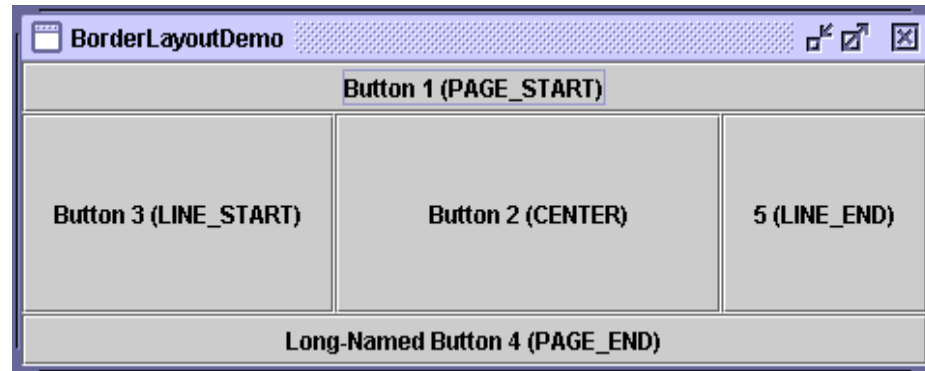 BorderLayoutDemo
Button 1 (PAGE_START)
Button 3 (LINE_START)
Button 2 (CENTER)
5 (LINE_END)
Long-Named Button 4 (PAGE_END)